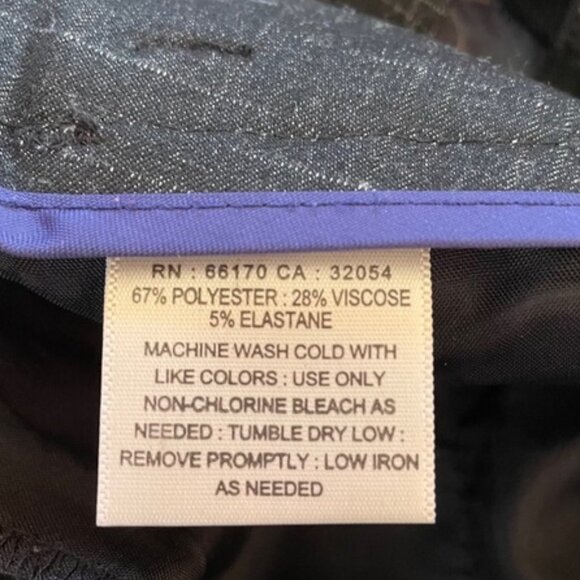 RN : 66170 CA : 32054
67% POLYESTER : 28% VISCOSE
5% ELASTANE
MACHINE WASH COLD WITH
LIKE COLORS : USE ONLY
NON-CHLORINE BLEACH AS
NEEDED : TUMBLE DRY LOW :
REMOVE PROMPTLY : LOW IRON
AS NEEDED